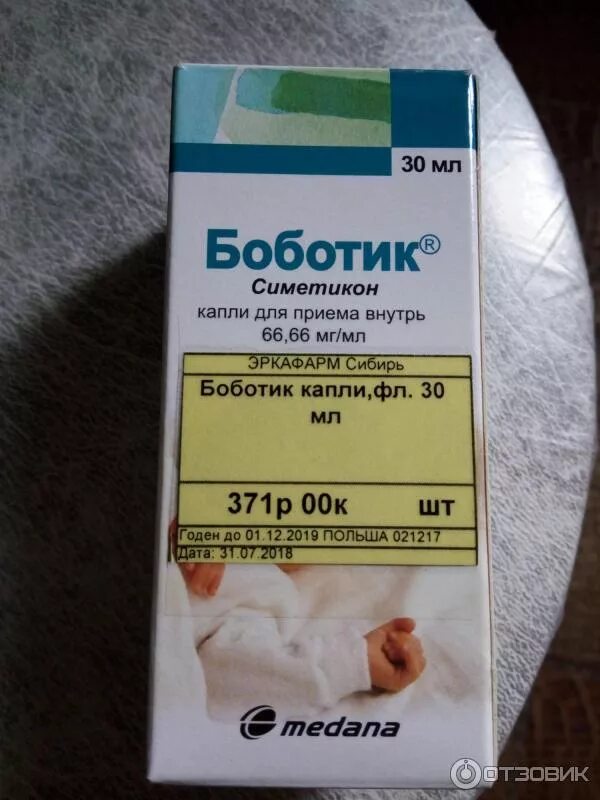 30 мл
Боботик®
Симетикон
капли для приема внутрь
66,66 мг/мл
ЭРКАФАРМ Сибирь
Боботик капли,фл. 30
мл
371р 00к шт
Годен до 01.12.2019 ПОЛЬША 021217
Дата: 31.07.2018
medana
ОТЗОВИК